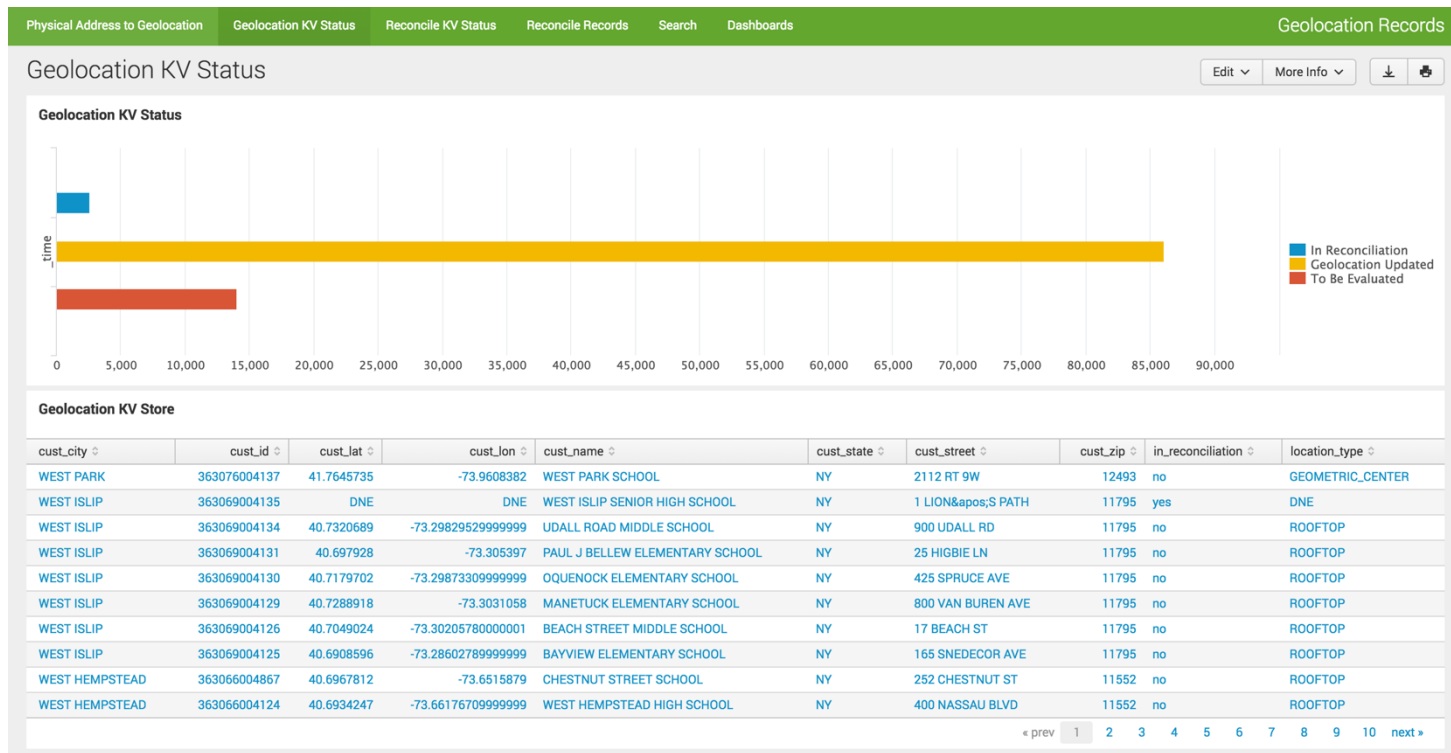 Physical Address to Geolocation Geolocation KV Status Reconcile KV Status Reconcile Records Search Dashboards Geolocation Records
Geolocation KV Status Edit More Info
Geolocation KV Status
_time
In Reconciliation
Geolocation Updated
To Be Evaluated
0 5,000 10,000 15,000 20,000 25,000 30,000 35,000 40,000 45,000 50,000 55,000 60,000 65,000 70,000 75,000 80,000 85,000 90,000
Geolocation KV Store
cust_city cust_id cust_lat cust_lon cust_name cust_state cust_street cust_zip in_reconciliation location_type
WEST PARK 363076004137 41.7645735 -73.9608382 WEST PARK SCHOOL NY 2112 RT 9W 12493 no GEOMETRIC_CENTER
WEST ISLIP 363069004135 DNE DNE WEST ISLIP SENIOR HIGH SCHOOL NY 1 LION&apos;S PATH 11795 yes DNE
WEST ISLIP 363069004134 40.7320689 -73.29829529999999 UDALL ROAD MIDDLE SCHOOL NY 900 UDALL RD 11795 no ROOFTOP
WEST ISLIP 363069004131 40.697928 -73.305397 PAUL J BELLEW ELEMENTARY SCHOOL NY 25 HIGBIE LN 11795 no ROOFTOP
WEST ISLIP 363069004130 40.7179702 -73.29873309999999 OQUENOCK ELEMENTARY SCHOOL NY 425 SPRUCE AVE 11795 no ROOFTOP
WEST ISLIP 363069004129 40.7288918 -73.3031058 MANETUCK ELEMENTARY SCHOOL NY 800 VAN BUREN AVE 11795 no ROOFTOP
WEST ISLIP 363069004126 40.7049024 -73.30205780000001 BEACH STREET MIDDLE SCHOOL NY 17 BEACH ST 11795 no ROOFTOP
WEST ISLIP 363069004125 40.6908596 -73.28602789999999 BAYVIEW ELEMENTARY SCHOOL NY 165 SNEDECOR AVE 11795 no ROOFTOP
WEST HEMPSTEAD 363066004867 40.6967812 -73.6515879 CHESTNUT STREET SCHOOL NY 252 CHESTNUT ST 11552 no ROOFTOP
WEST HEMPSTEAD 363066004124 40.6934247 -73.66176709999999 WEST HEMPSTEAD HIGH SCHOOL NY 400 NASSAU BLVD 11552 no ROOFTOP
« prev 1 2 3 4 5 6 7 8 9 10 next »